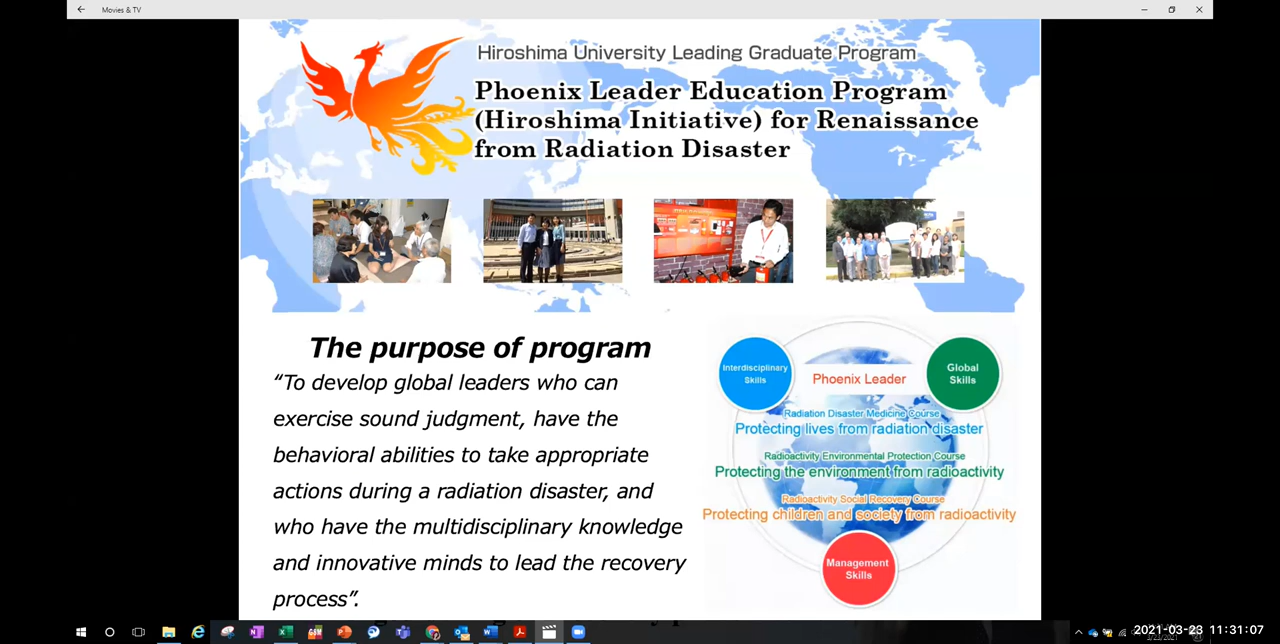 Movies & TV
Hiroshima University Leading Graduate Program
Phoenix Leader Education Program
(Hiroshima Initiative) for Renaissance
from Radiation Disaster
The purpose of program
“To develop global leaders who can
exercise sound judgment, have the
behavioral abilities to take appropriate
actions during a radiation disaster, and
who have the multidisciplinary knowledge
and innovative minds to lead the recovery
process”.
Interdisciplinary
Skills
Phoenix Leader
Global
Skills
Radiation Disaster Medicine Course
Protecting lives from radiation disaster
Radioactivity Environmental Protection Course
Protecting the environment from radioactivity
Radioactivity Social Recovery Course
Protecting children and society from radioactivity
Management
Skills
2021-03-23 11:31:07